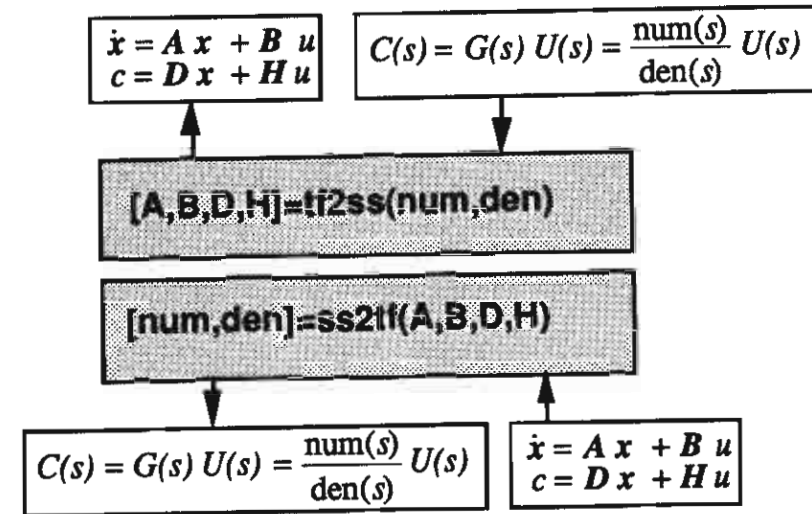 ẋ = A x + B u
c = D x + H u
C(s) = G(s) U(s) = num(s)/den(s) U(s)
[A,B,D,H]=tf2ss(num,den)
[num,den]=ss2tf(A,B,D,H)
C(s) = G(s) U(s) = num(s)/den(s) U(s)
ẋ = A x + B u
c = D x + H u